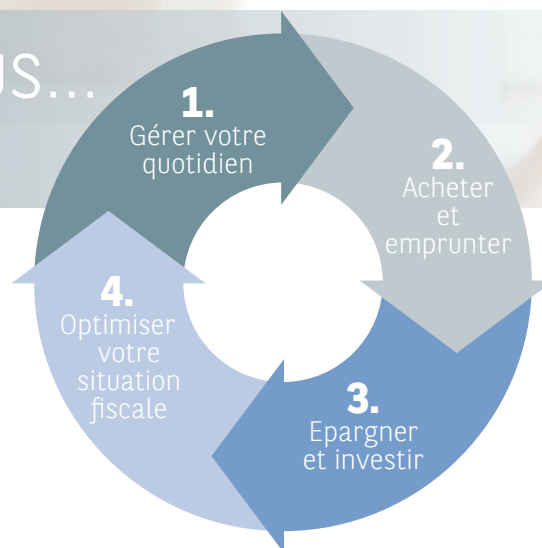 US...
1.
Gérer votre
quotidien
2.
Acheter
et
emprunter
3.
Epargner
et investir
4.
Optimiser
votre
situation
fiscale